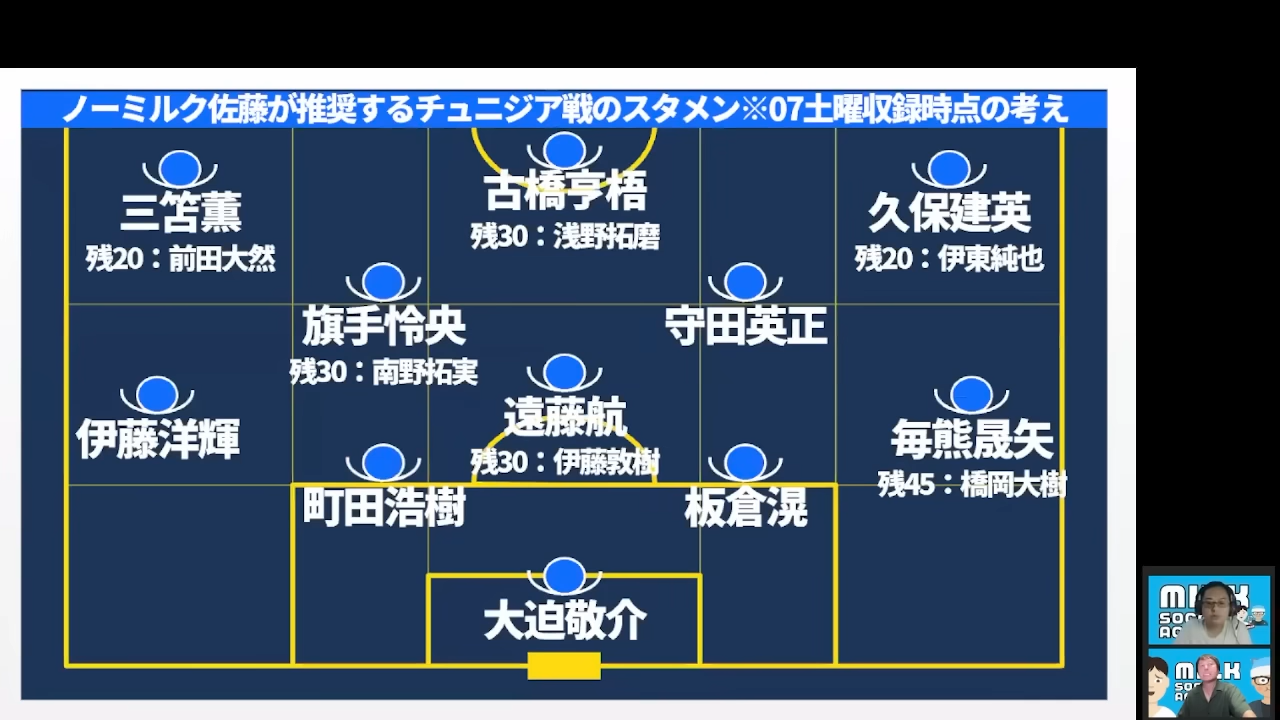 ノーミルク佐藤が推奨するチュニジア戦のスタメン※07土曜収録時点の考え
古橋亨梧
残30：浅野拓磨
三笘薫
残20：前田大然
久保建英
残20：伊東純也
旗手怜央
残30：南野拓実
守田英正
遠藤航
残30：伊藤敦樹
伊藤洋輝
毎熊晟矢
残45：橋岡大樹
町田浩樹
板倉滉
大迫敬介